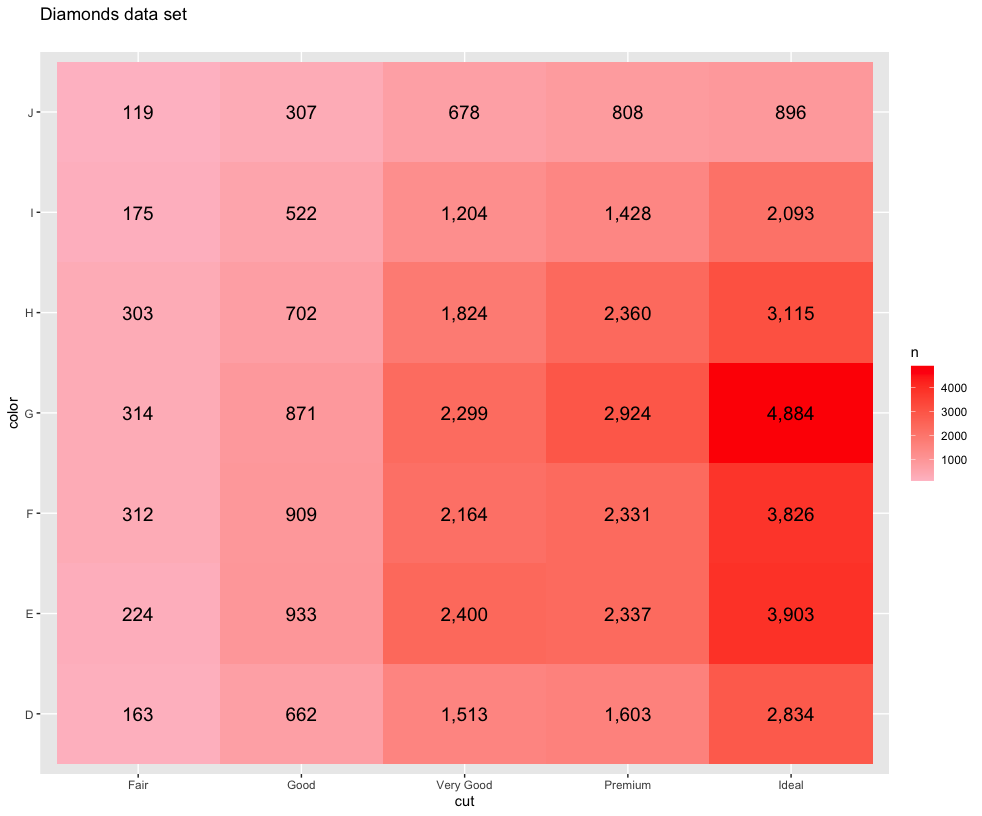 Diamonds data set
J 119 307 678 808 896
I 175 522 1,204 1,428 2,093
H 303 702 1,824 2,360 3,115
G 314 871 2,299 2,924 4,884
F 312 909 2,164 2,331 3,826
E 224 933 2,400 2,337 3,903
D 163 662 1,513 1,603 2,834
Fair Good Very Good Premium Ideal
cut
color
n
4000
3000
2000
1000